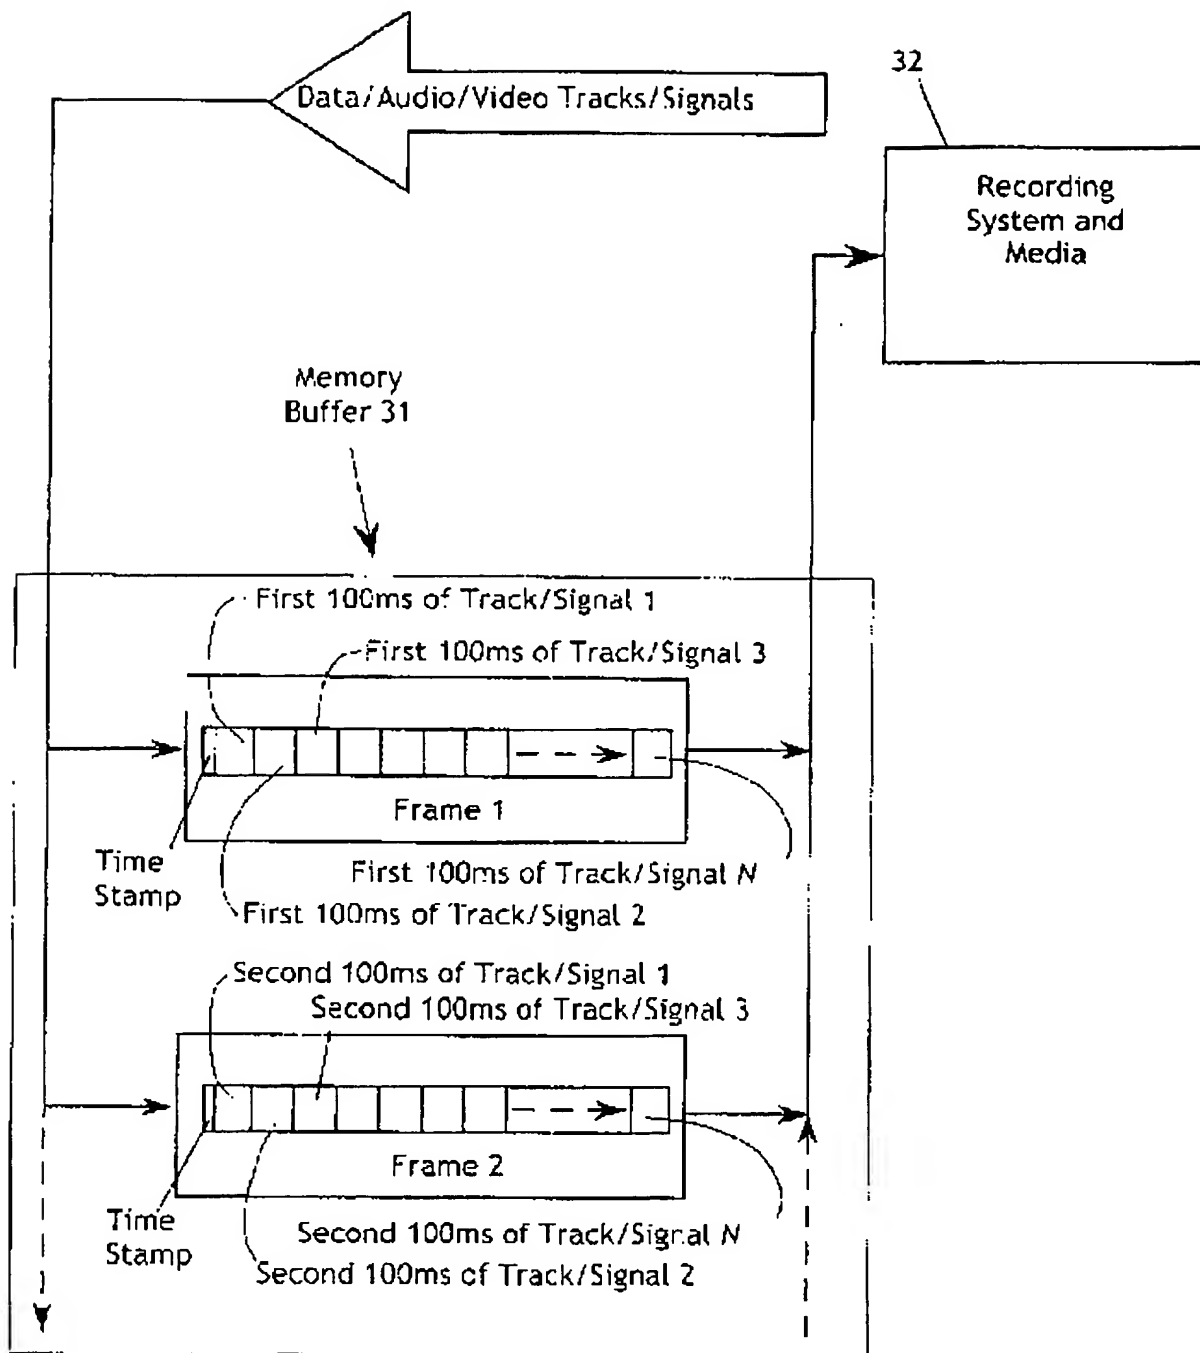 Data/Audio/Video Tracks/Signals
32
Recording
System and
Media
Memory
Buffer 31
First 100ms of Track/Signal 1
First 100ms of Track/Signal 3
Frame 1
Time
Stamp
First 100ms of Track/Signal N
First 100ms of Track/Signal 2
Second 100ms of Track/Signal 1
Second 100ms of Track/Signal 3
Frame 2
Time
Stamp
Second 100ms of Track/Signal N
Second 100ms of Track/Signal 2